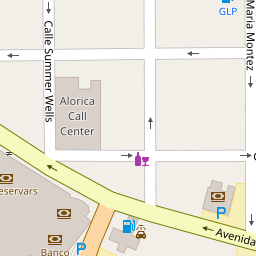 GLP
Calle Summer Wells
Maria Montez
Alorica
Call
Center
Avenida
eservars
Banco
P
P